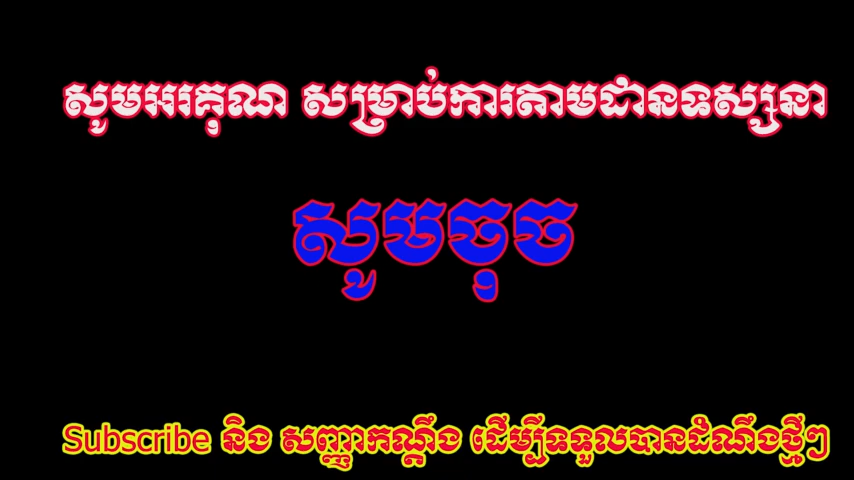 សូមអរគុណ សម្រាប់ការតាមដានទស្សនា
សូមចុច
Subscribe និង សញ្ញាកណ្ដឹង ដើម្បីទទួលបានដំណឹងថ្មីៗ